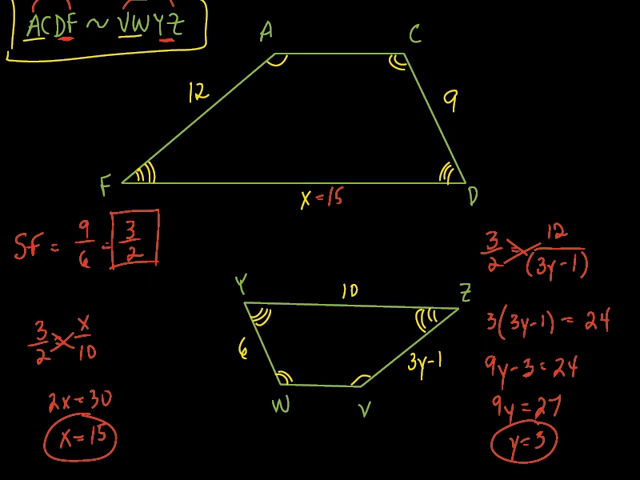 ACDF ~ VWYZ
A
C
12
9
F
D
x = 15
SF = 9/6 = 3/2
3/2 = 12/(3y-1)
Y
10
Z
3/2 = x/10
3(3y-1) = 24
6
3y-1
9y-3 = 24
2x = 30
W
V
9y = 27
x = 15
y = 3